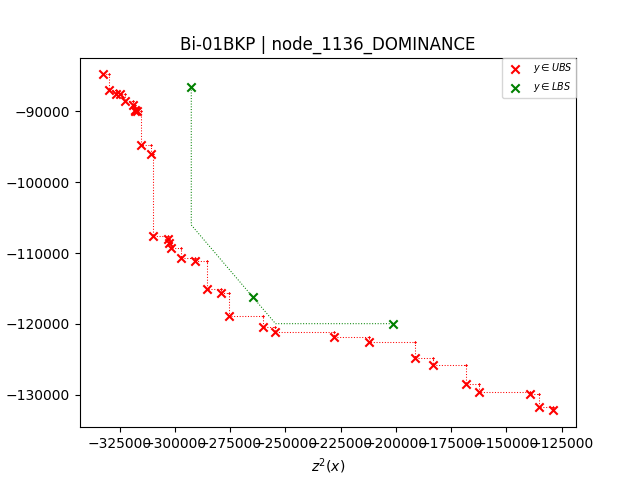 Bi-01BKP | node_1136_DOMINANCE
y ∈ UBS
y ∈ LBS
−90000
−100000
−110000
−120000
−130000
−325000 −300000 −275000 −250000 −225000 −200000 −175000 −150000 −125000
z²(x)